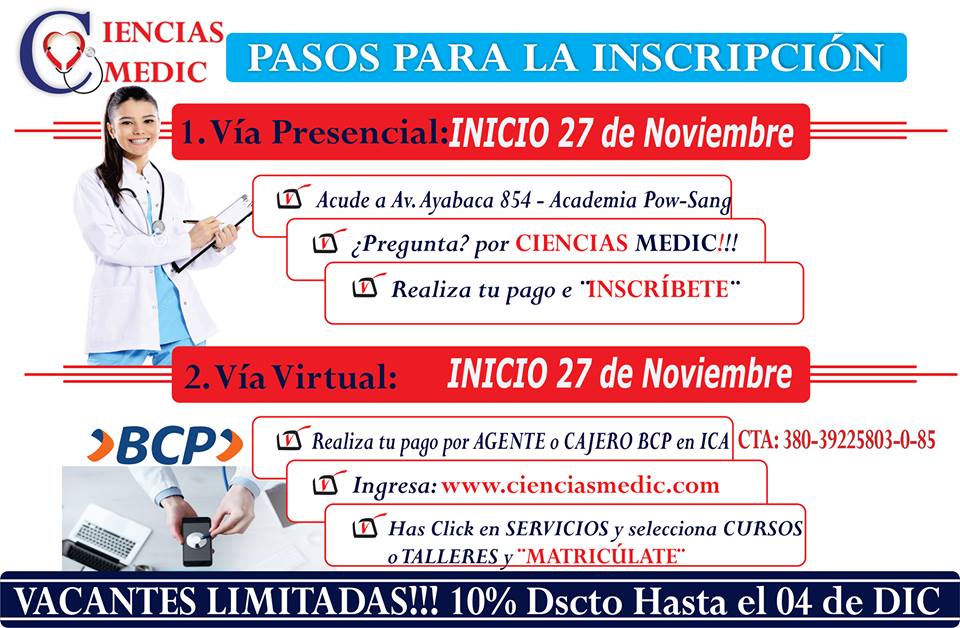 CIENCIAS
MEDIC
PASOS PARA LA INSCRIPCIÓN
1. Vía Presencial: INICIO 27 de Noviembre
Acude a Av. Ayabaca 854 - Academia Pow-Sang
¿Pregunta? por CIENCIAS MEDIC!!!
Realiza tu pago e ¨INSCRÍBETE¨
2. Vía Virtual: INICIO 27 de Noviembre
BCP
Realiza tu pago por AGENTE o CAJERO BCP en ICA CTA: 380-39225803-0-85
Ingresa: www.cienciasmedic.com
Has Click en SERVICIOS y selecciona CURSOS
o TALLERES y ¨MATRICÚLATE¨
VACANTES LIMITADAS!!! 10% Dscto Hasta el 04 de DIC